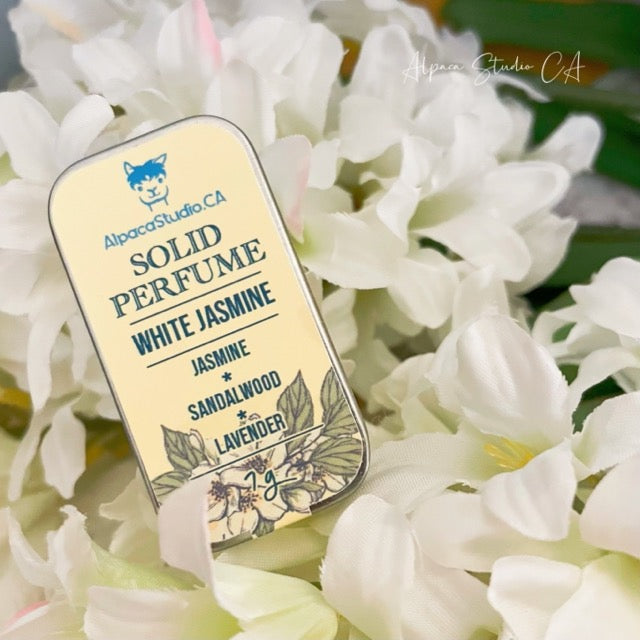 Alpaca Studio CA
AlpacaStudio.CA
SOLID
PERFUME
WHITE JASMINE
JASMINE
*
SANDALWOOD
*
LAVENDER
7g